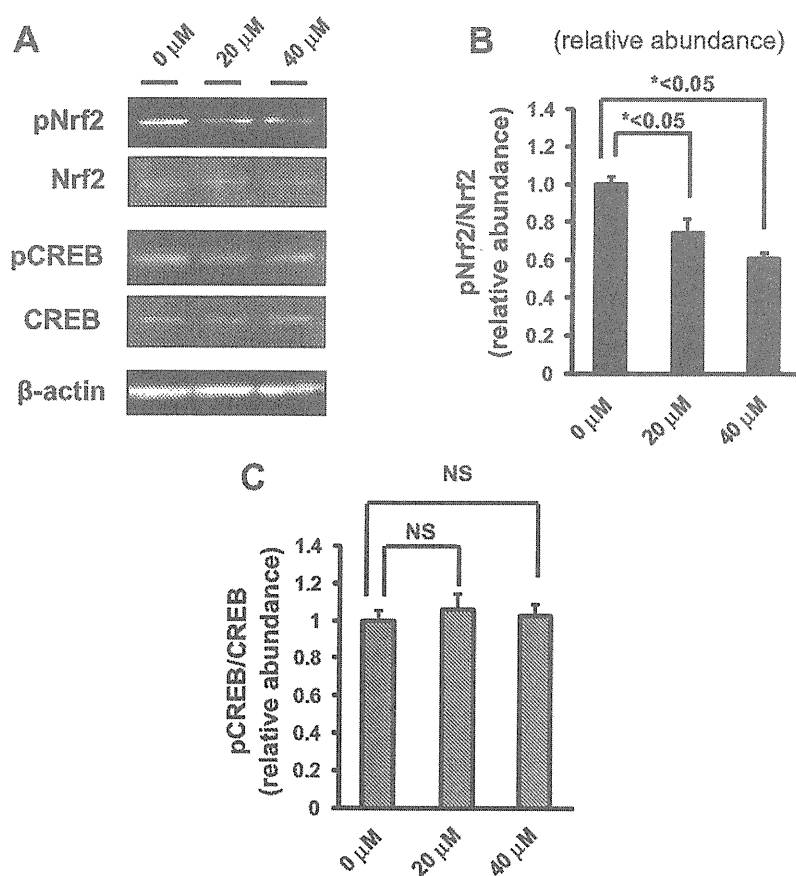 A
0 μM 20 μM 40 μM
pNrf2
Nrf2
pCREB
CREB
β-actin
B
(relative abundance)
*<0.05
*<0.05
pNrf2/Nrf2
(relative abundance)
1.4
1.2
1.0
0.8
0.6
0.4
0.2
0
0 μM 20 μM 40 μM
C
NS
NS
pCREB/CREB
(relative abundance)
1.4
1.2
1
0.8
0.6
0.4
0.2
0
0 μM 20 μM 40 μM